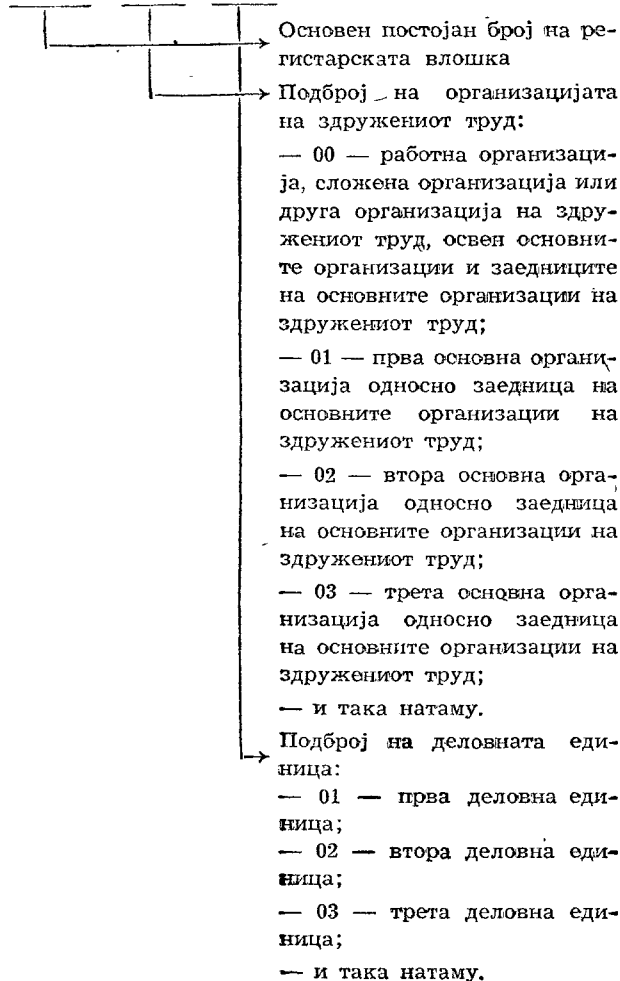 Основен постојан број на ре-
гистарската влошка
Подброј на организацијата
на здружениот труд:
— 00 — работна организаци-
ја, сложена организација или
друга организација на здру-
жениот труд, освен основни-
те организации и заедниците
на основните организации на
здружениот труд;
— 01 — прва основна органи-
зација односно заедница на
основните организации на
здружениот труд;
— 02 — втора основна орга-
низација односно заедница
на основните организации на
здружениот труд;
— 03 — трета основна орга-
низација односно заедница
на основните организации на
здружениот труд;
— и така натаму.
Подброј на деловната еди-
ница:
— 01 — прва деловна еди-
ница;
— 02 — втора деловна еди-
ница;
— 03 — трета деловна еди-
ница;
— и така натаму.